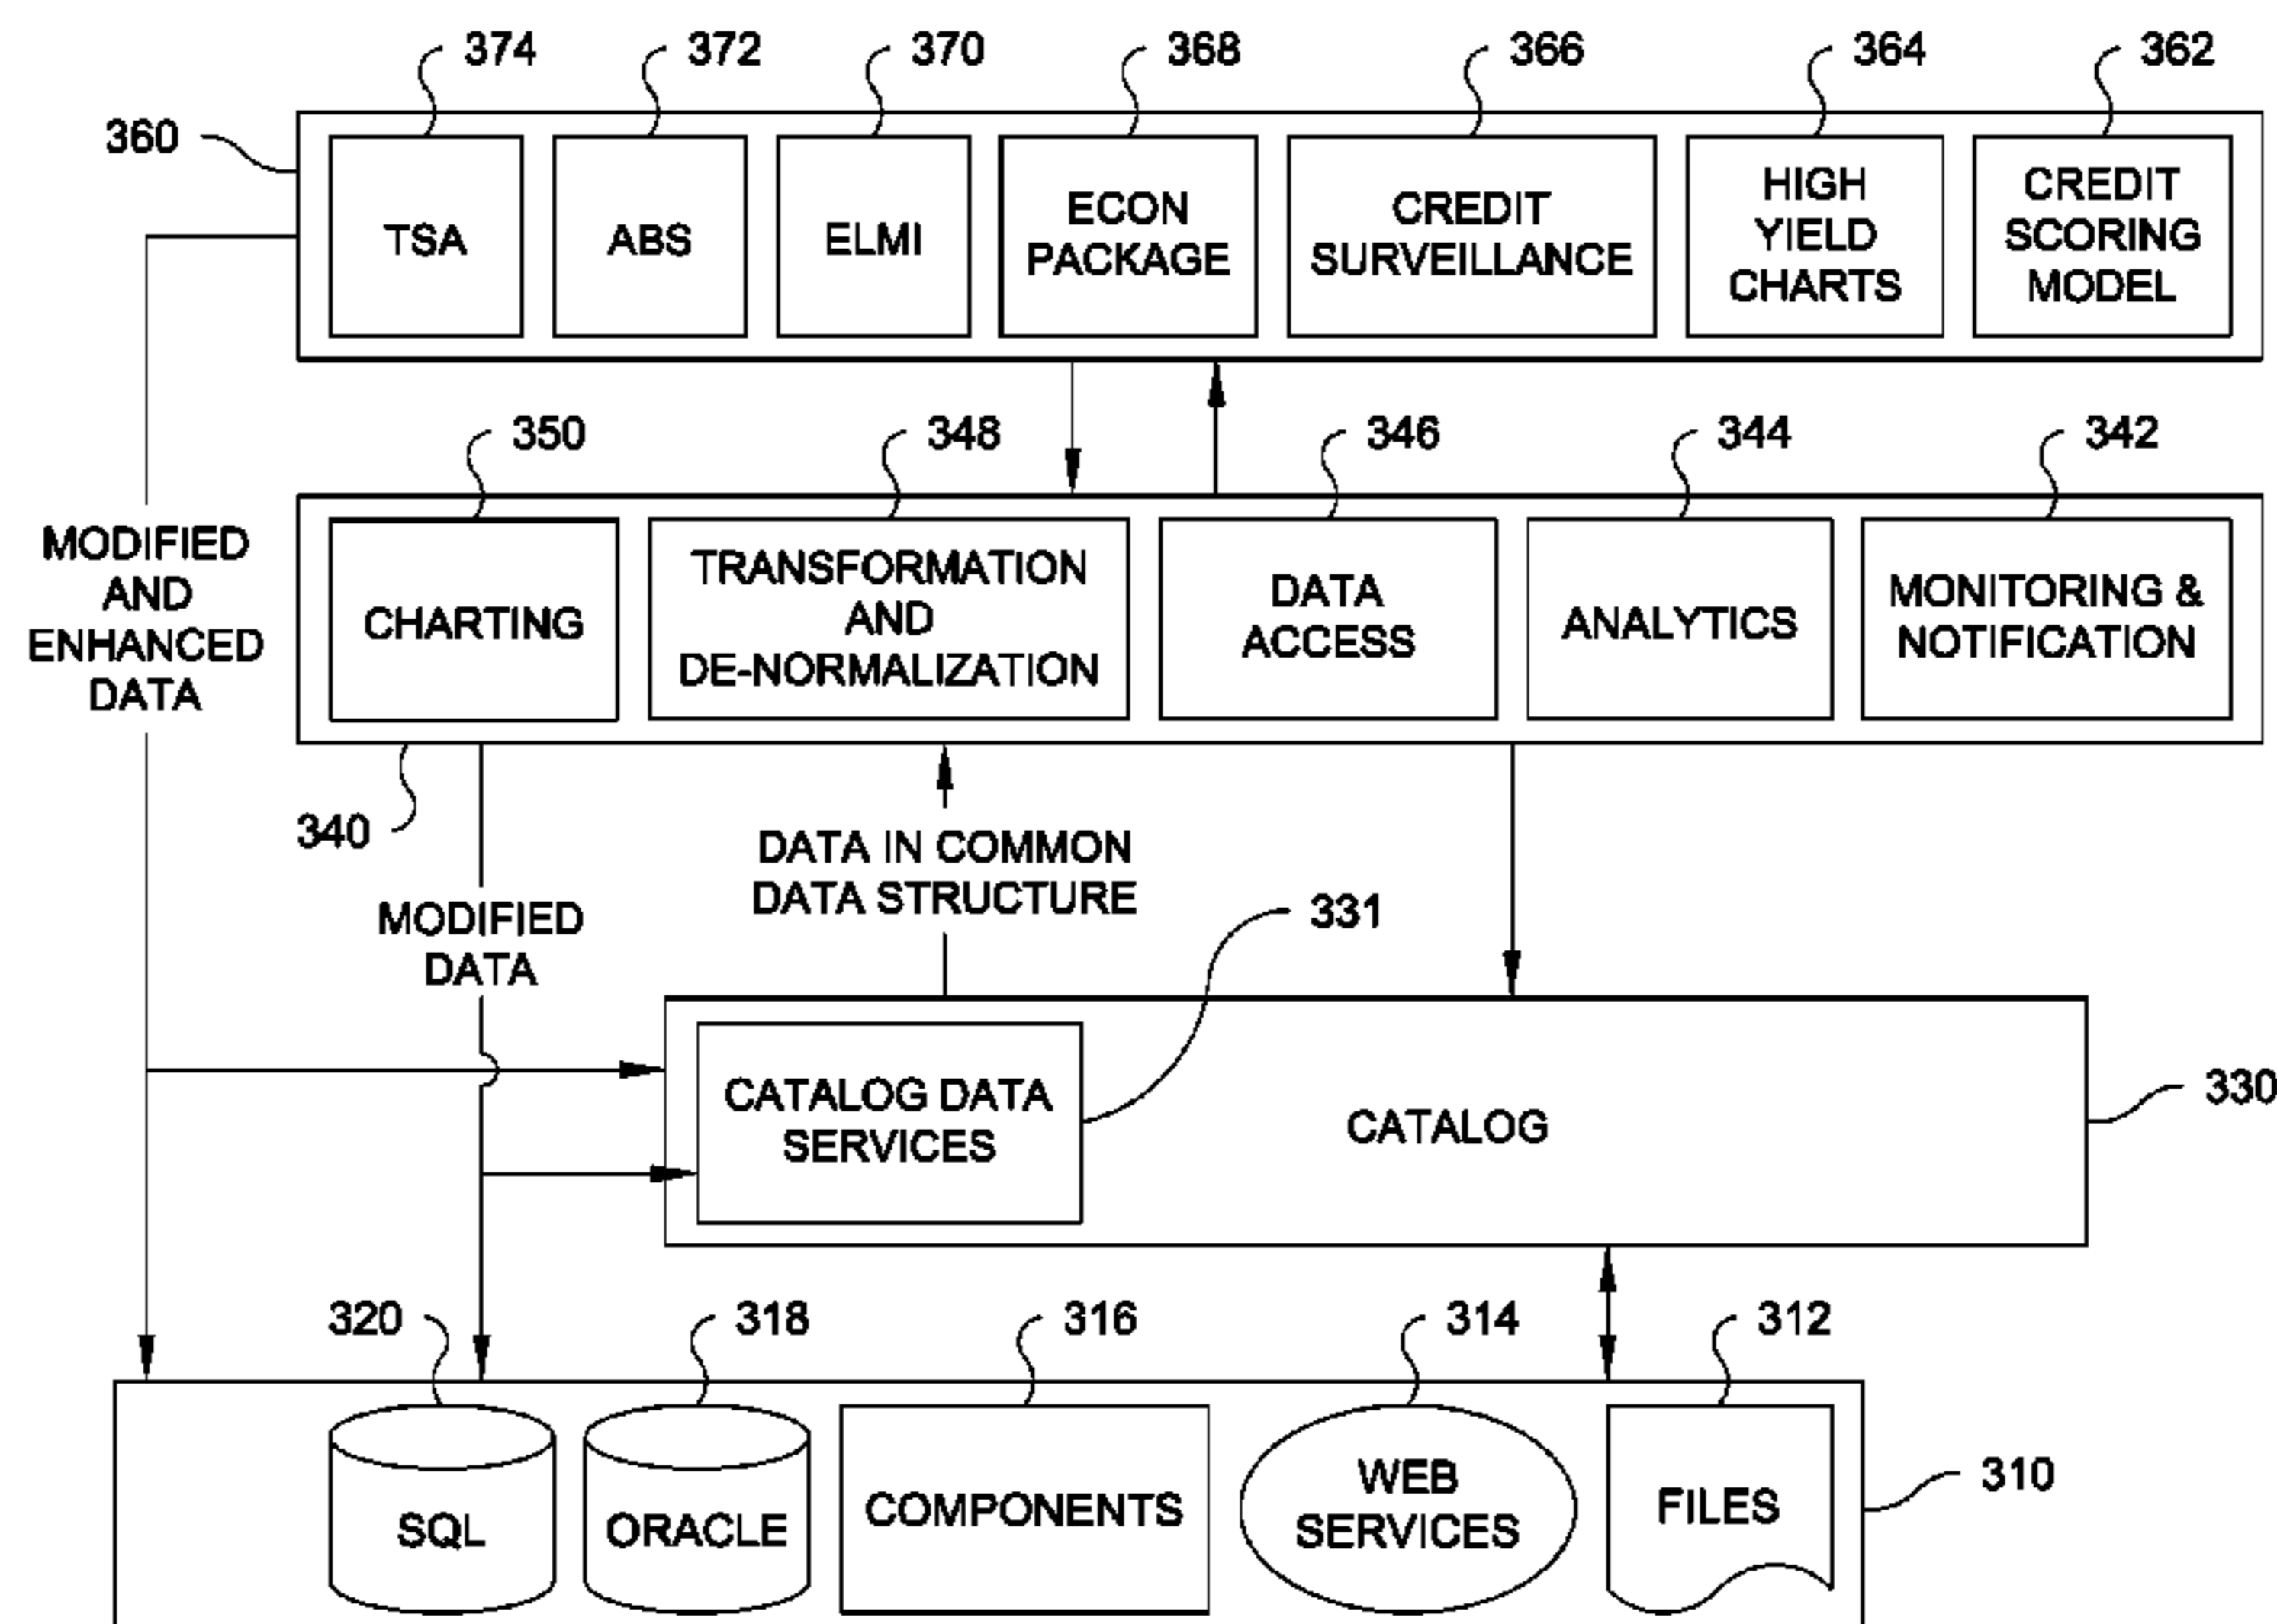 374
372
370
368
366
364
362
360
TSA
ABS
ELMI
ECON
PACKAGE
CREDIT
SURVEILLANCE
HIGH
YIELD
CHARTS
CREDIT
SCORING
MODEL
350
348
346
344
342
MODIFIED
AND
ENHANCED
DATA
CHARTING
TRANSFORMATION
AND
DE-NORMALIZATION
DATA
ACCESS
ANALYTICS
MONITORING &
NOTIFICATION
340
MODIFIED
DATA
DATA IN COMMON
DATA STRUCTURE
331
CATALOG DATA
SERVICES
CATALOG
330
320
318
316
314
312
SQL
ORACLE
COMPONENTS
WEB
SERVICES
FILES
310